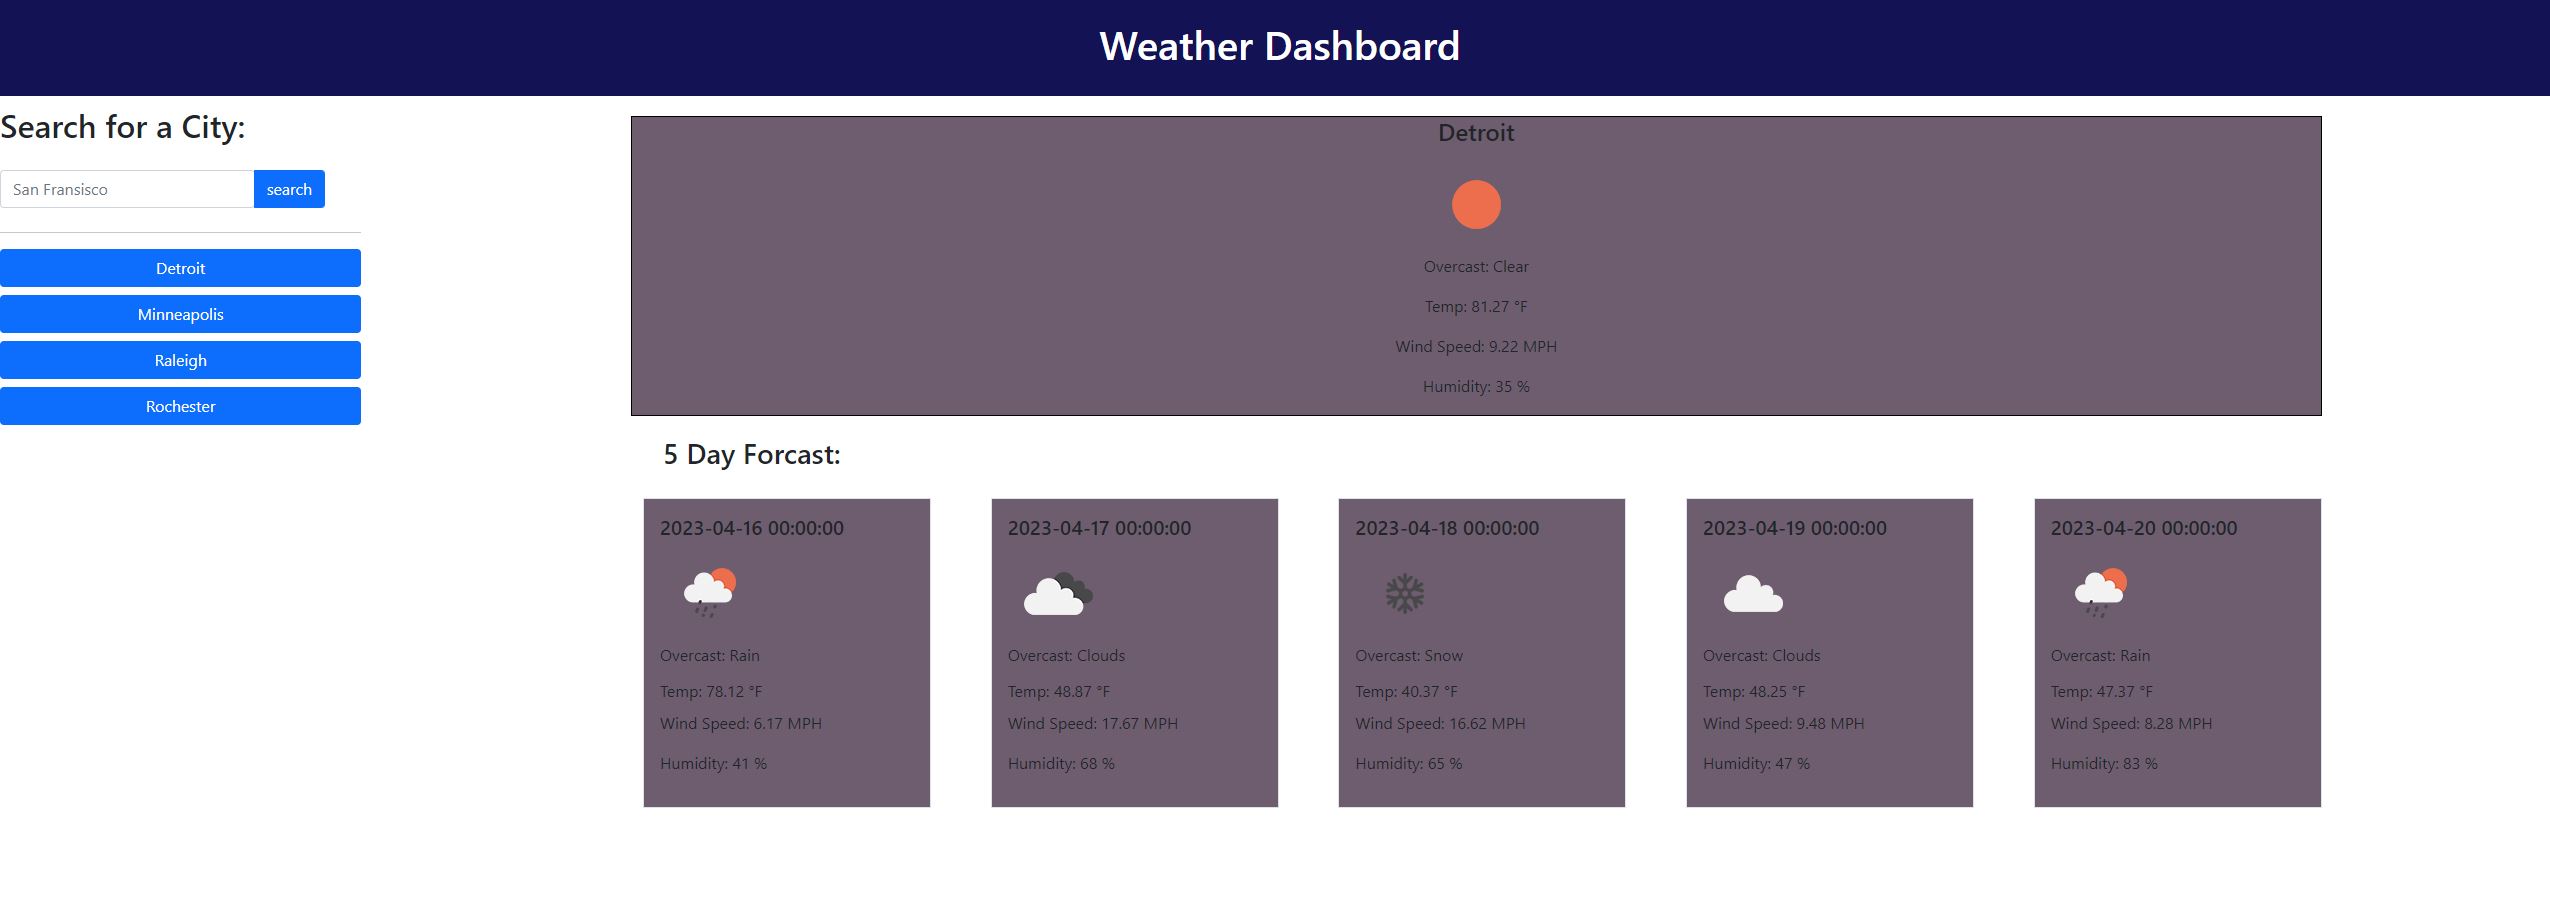 Weather Dashboard
Search for a City:
San Fransisco
search
Detroit
Minneapolis
Raleigh
Rochester
Detroit
Overcast: Clear
Temp: 81.27 °F
Wind Speed: 9.22 MPH
Humidity: 35 %
5 Day Forcast:
2023-04-16 00:00:00
Overcast: Rain
Temp: 78.12 °F
Wind Speed: 6.17 MPH
Humidity: 41 %
2023-04-17 00:00:00
Overcast: Clouds
Temp: 48.87 °F
Wind Speed: 17.67 MPH
Humidity: 68 %
2023-04-18 00:00:00
Overcast: Snow
Temp: 40.37 °F
Wind Speed: 16.62 MPH
Humidity: 65 %
2023-04-19 00:00:00
Overcast: Clouds
Temp: 48.25 °F
Wind Speed: 9.48 MPH
Humidity: 47 %
2023-04-20 00:00:00
Overcast: Rain
Temp: 47.37 °F
Wind Speed: 8.28 MPH
Humidity: 83 %